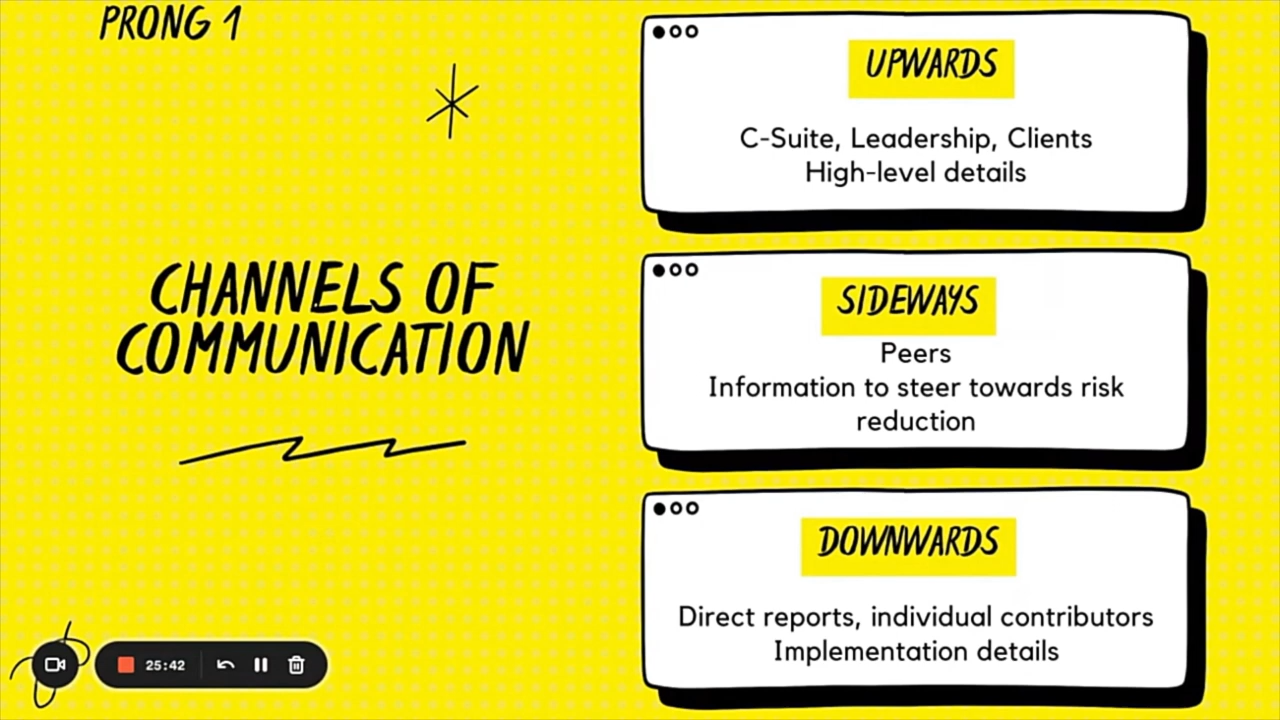 PRONG 1
CHANNELS OF
COMMUNICATION
UPWARDS
C-Suite, Leadership, Clients
High-level details
SIDEWAYS
Peers
Information to steer towards risk
reduction
DOWNWARDS
Direct reports, individual contributors
Implementation details
25:42